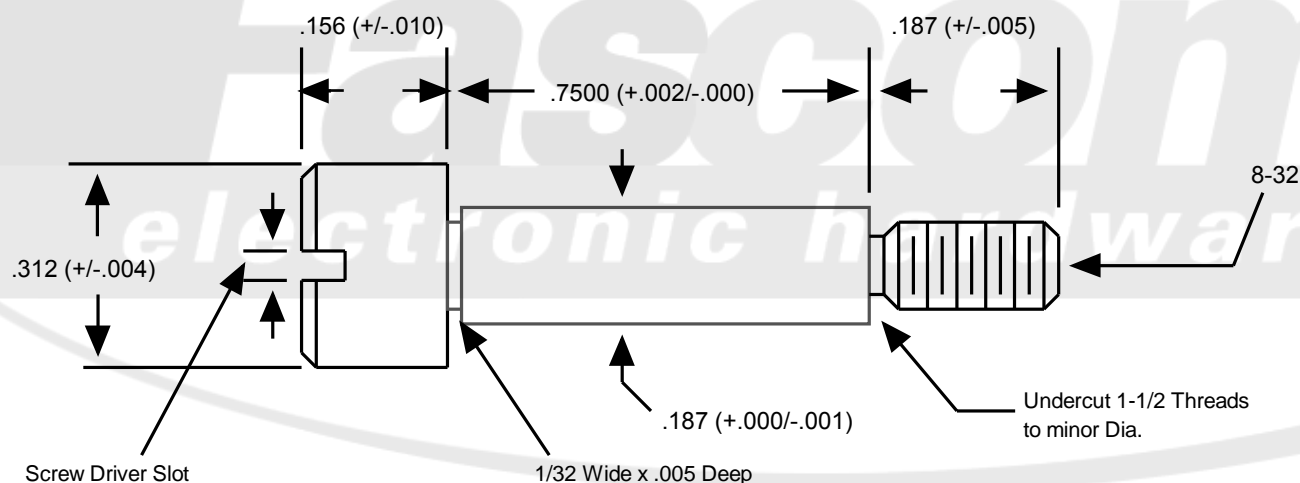 .156 (+/-.010)
.187 (+/-.005)
.7500 (+.002/-.000)
8-32
.312 (+/-.004)
.187 (+.000/-.001)
Undercut 1-1/2 Threads
to minor Dia.
Screw Driver Slot
1/32 Wide x .005 Deep
Fascom
electronic hardwar